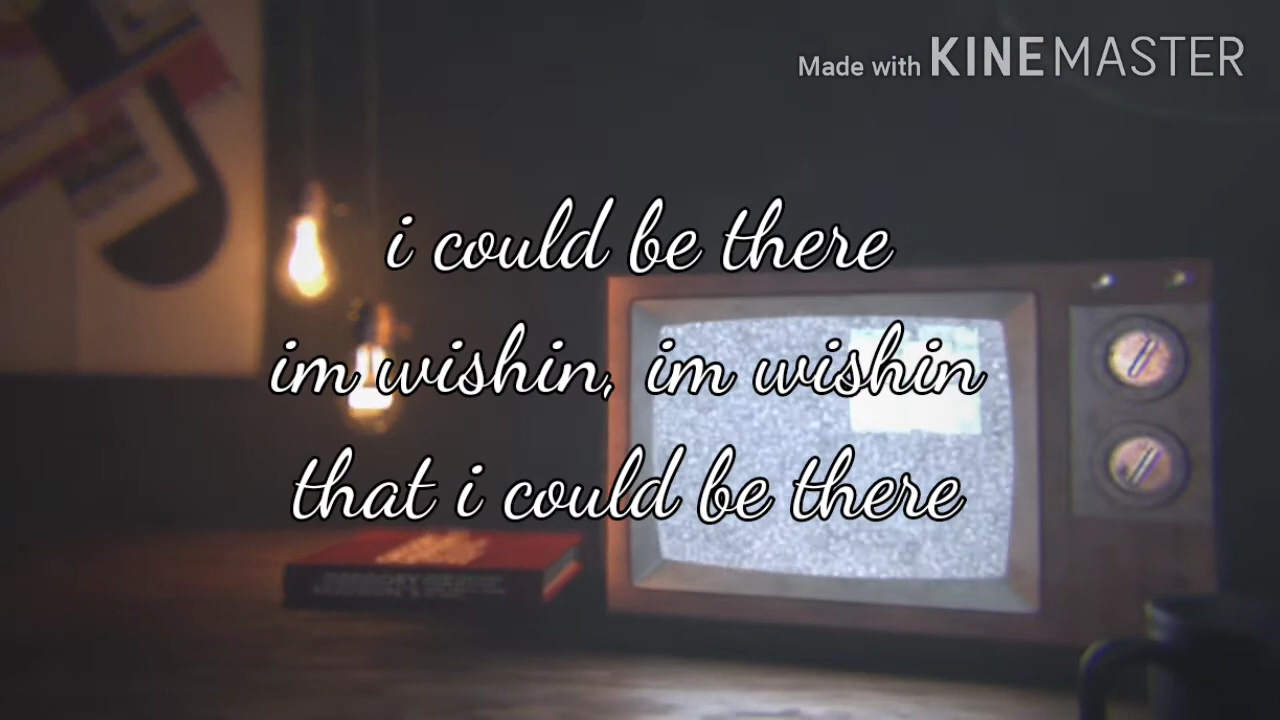 Made with KINEMASTER
i could be there
im wishin, im wishin
that i could be there